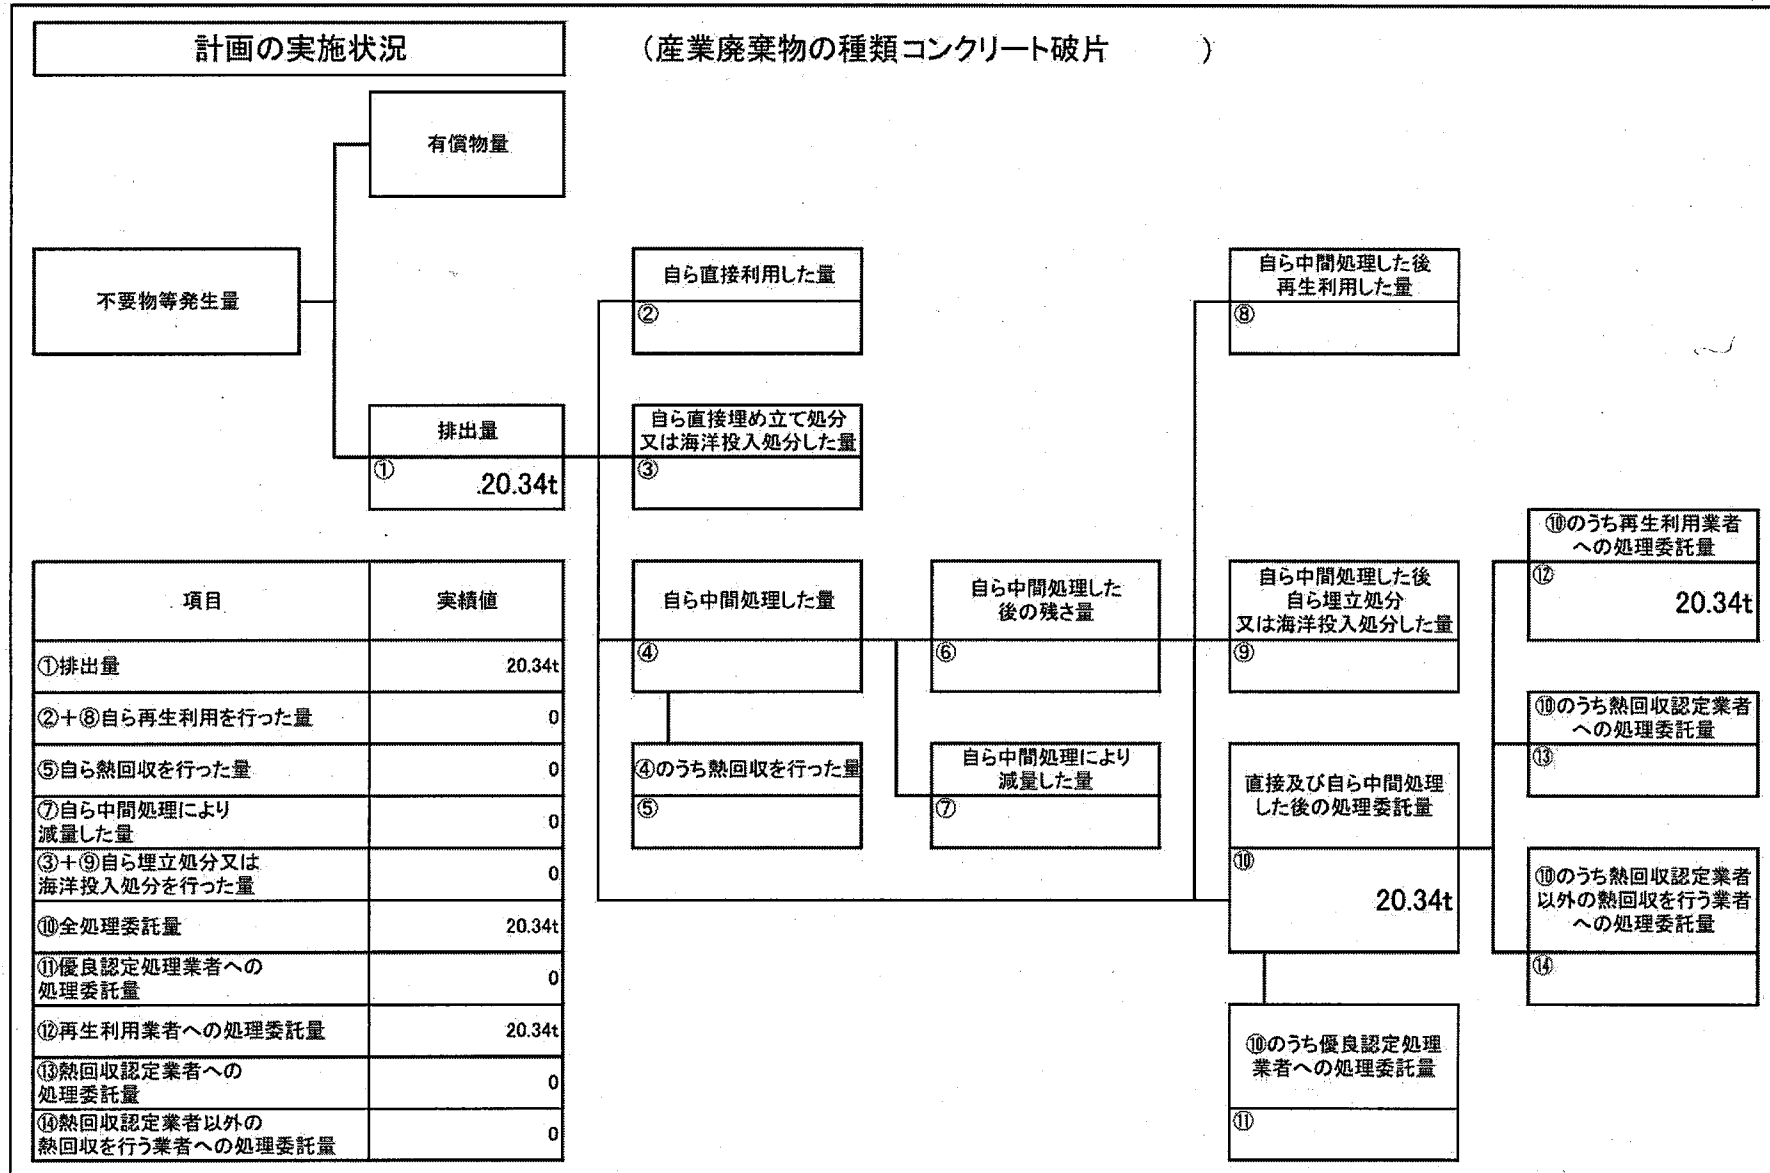 計画の実施状況
（産業廃棄物の種類コンクリート破片　　　）
有償物量
不要物等発生量
自ら直接利用した量
②
自ら中間処理した後
再生利用した量
⑧
排出量
①
20.34t
自ら直接埋め立て処分
又は海洋投入処分した量
③
⑩のうち再生利用業者
への処理委託量
⑫
20.34t
自ら中間処理した量
④
自ら中間処理した
後の残さ量
⑥
自ら中間処理した後
自ら埋立処分
又は海洋投入処分した量
⑨
⑩のうち熱回収認定業者
への処理委託量
⑬
④のうち熱回収を行った量
⑤
自ら中間処理により
減量した量
⑦
直接及び自ら中間処理
した後の処理委託量
⑩
20.34t
⑩のうち熱回収認定業者
以外の熱回収を行う業者
への処理委託量
⑭
⑩のうち優良認定処理
業者への処理委託量
⑪
項目 実績値
①排出量 20.34t
②＋⑧自ら再生利用を行った量 0
⑤自ら熱回収を行った量 0
⑦自ら中間処理により
減量した量 0
③＋⑨自ら埋立処分又は
海洋投入処分を行った量 0
⑩全処理委託量 20.34t
⑪優良認定処理業者への
処理委託量 0
⑫再生利用業者への処理委託量 20.34t
⑬熱回収認定業者への
処理委託量 0
⑭熱回収認定業者以外の
熱回収を行う業者への処理委託量 0